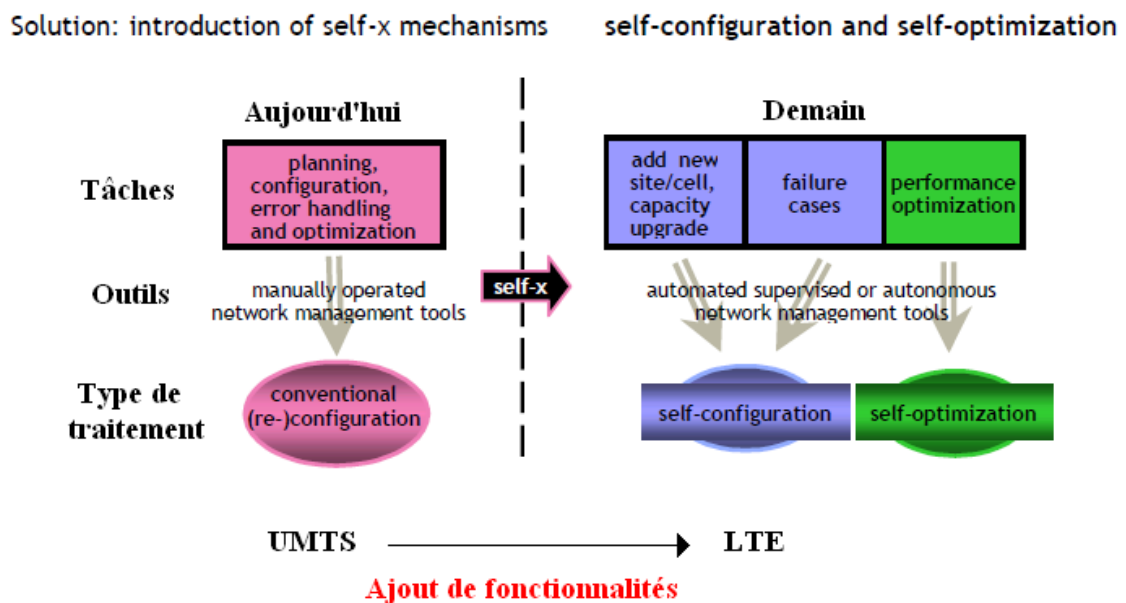 Solution: introduction of self-x mechanisms
self-configuration and self-optimization
Aujourd'hui
Demain
Tâches
planning,
configuration,
error handling
and optimization
add new
site/cell,
capacity
upgrade
failure
cases
performance
optimization
Outils
manually operated
network management tools
self-x
automated supervised or autonomous
network management tools
Type de
traitement
conventional
(re-)configuration
self-configuration
self-optimization
UMTS
LTE
Ajout de fonctionnalités